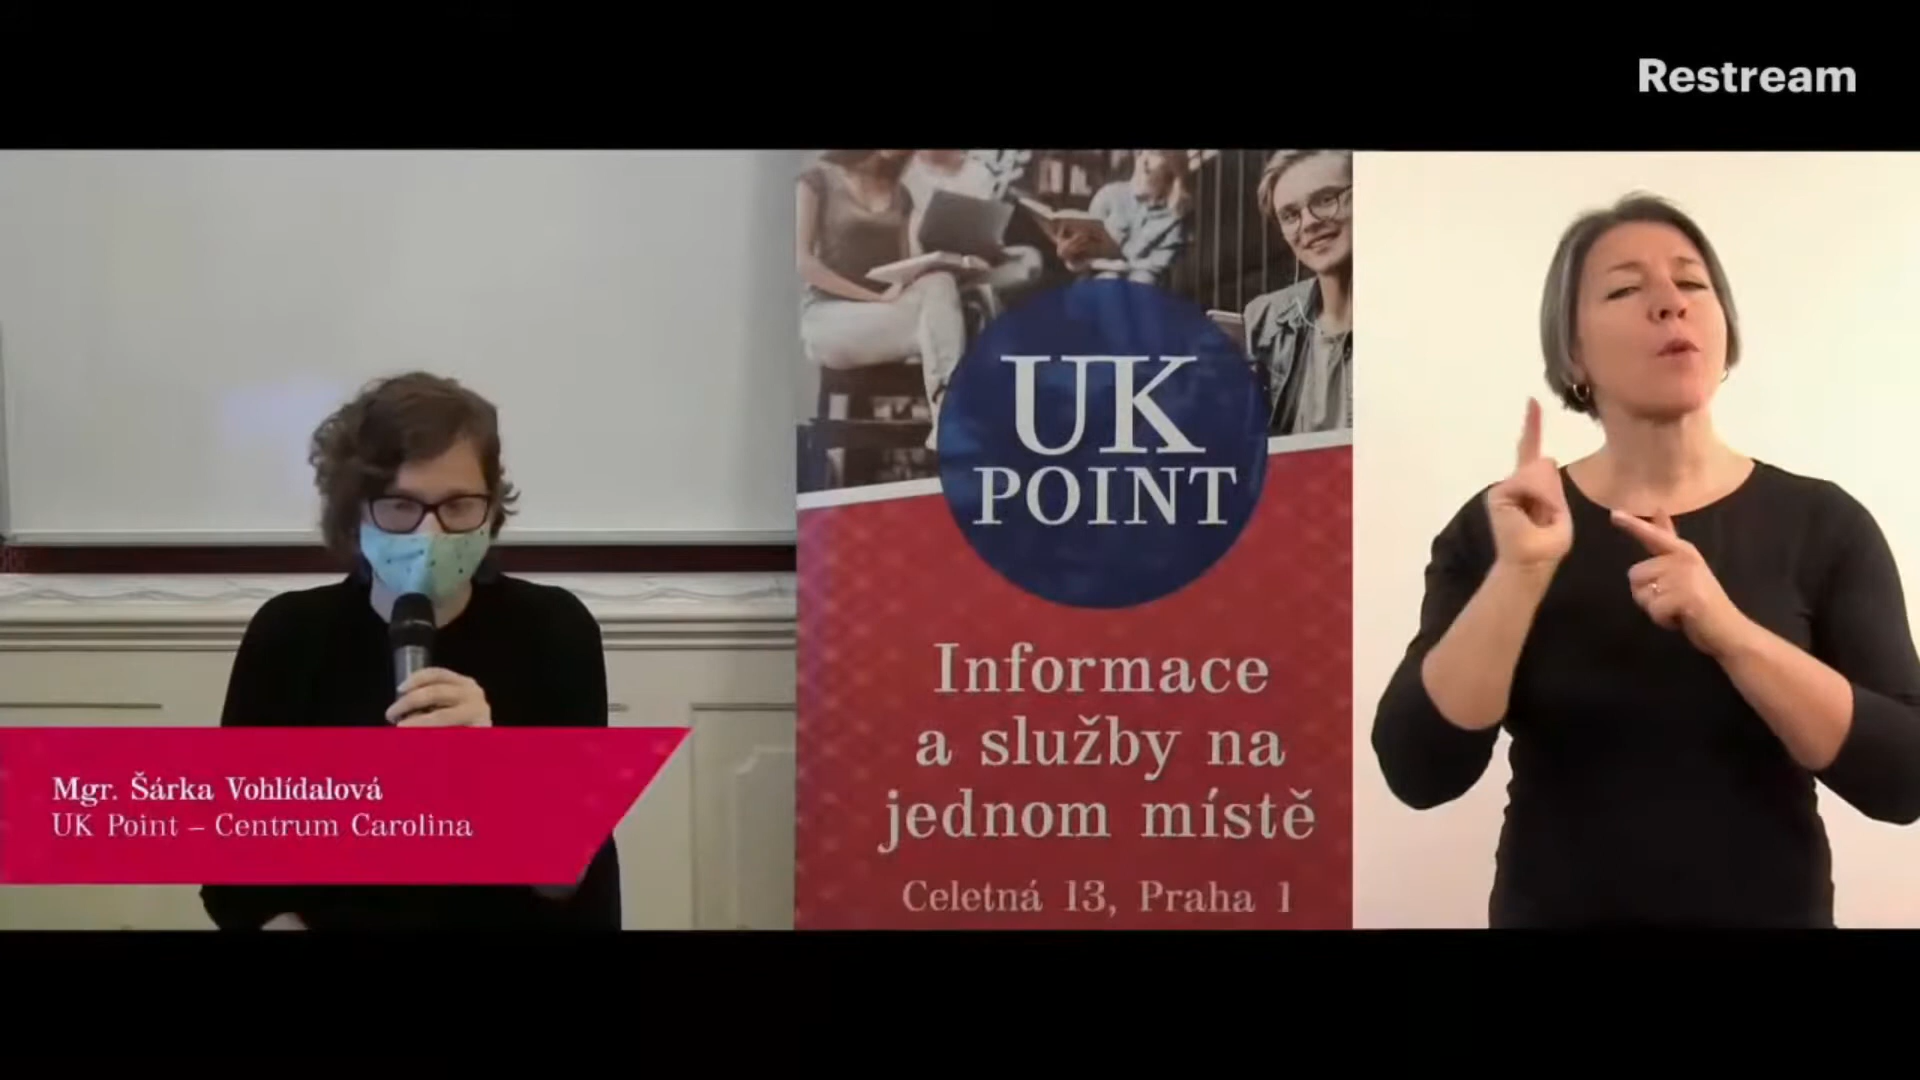 Restream
UK
POINT
Informace
a služby na
jednom místě
Celetná 13, Praha 1
Mgr. Šárka Vohlídalová
UK Point – Centrum Carolina